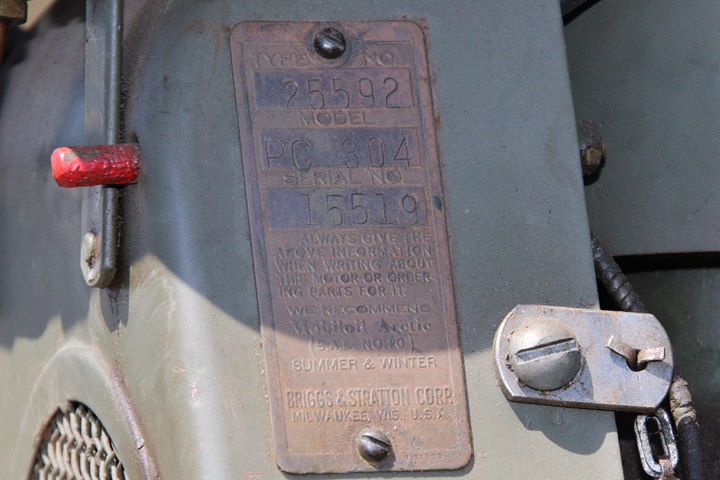 TYPE NO.
25592
MODEL
PC 304
SERIAL NO.
15519
ALWAYS GIVE THE
ABOVE INFORMATION
WHEN WRITING ABOUT
THIS MOTOR OR ORDER-
ING PARTS FOR IT.
WE RECOMMEND
Mobiloil Arctic
(S.A.E. NO. 20)
SUMMER & WINTER
BRIGGS & STRATTON CORP.
MILWAUKEE, WIS., U.S.A.